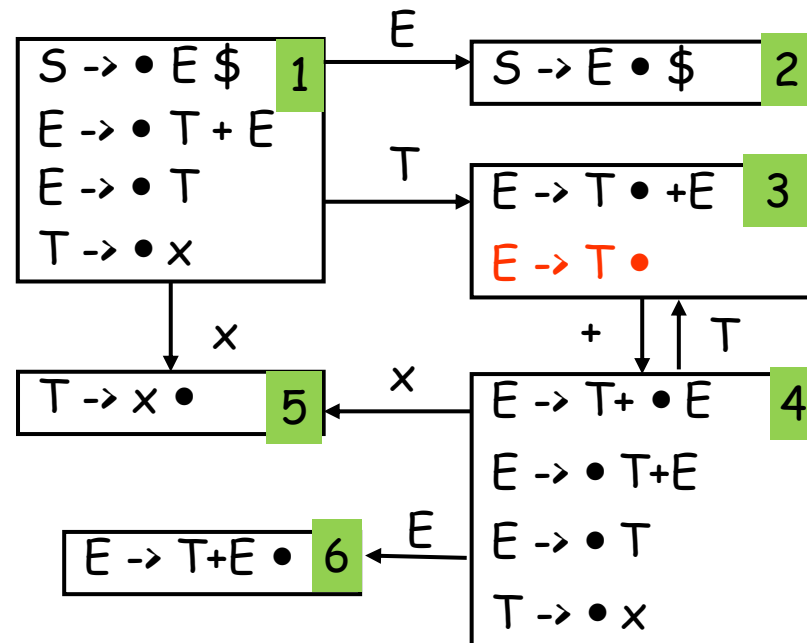 E
S -> • E $ 1
E -> • T + E
E -> • T
T -> • x
S -> E • $ 2
T
E -> T • +E 3
E -> T •
x
+
T
T -> x • 5
x
E -> T+ • E 4
E -> • T+E
E -> • T
T -> • x
E
E -> T+E • 6